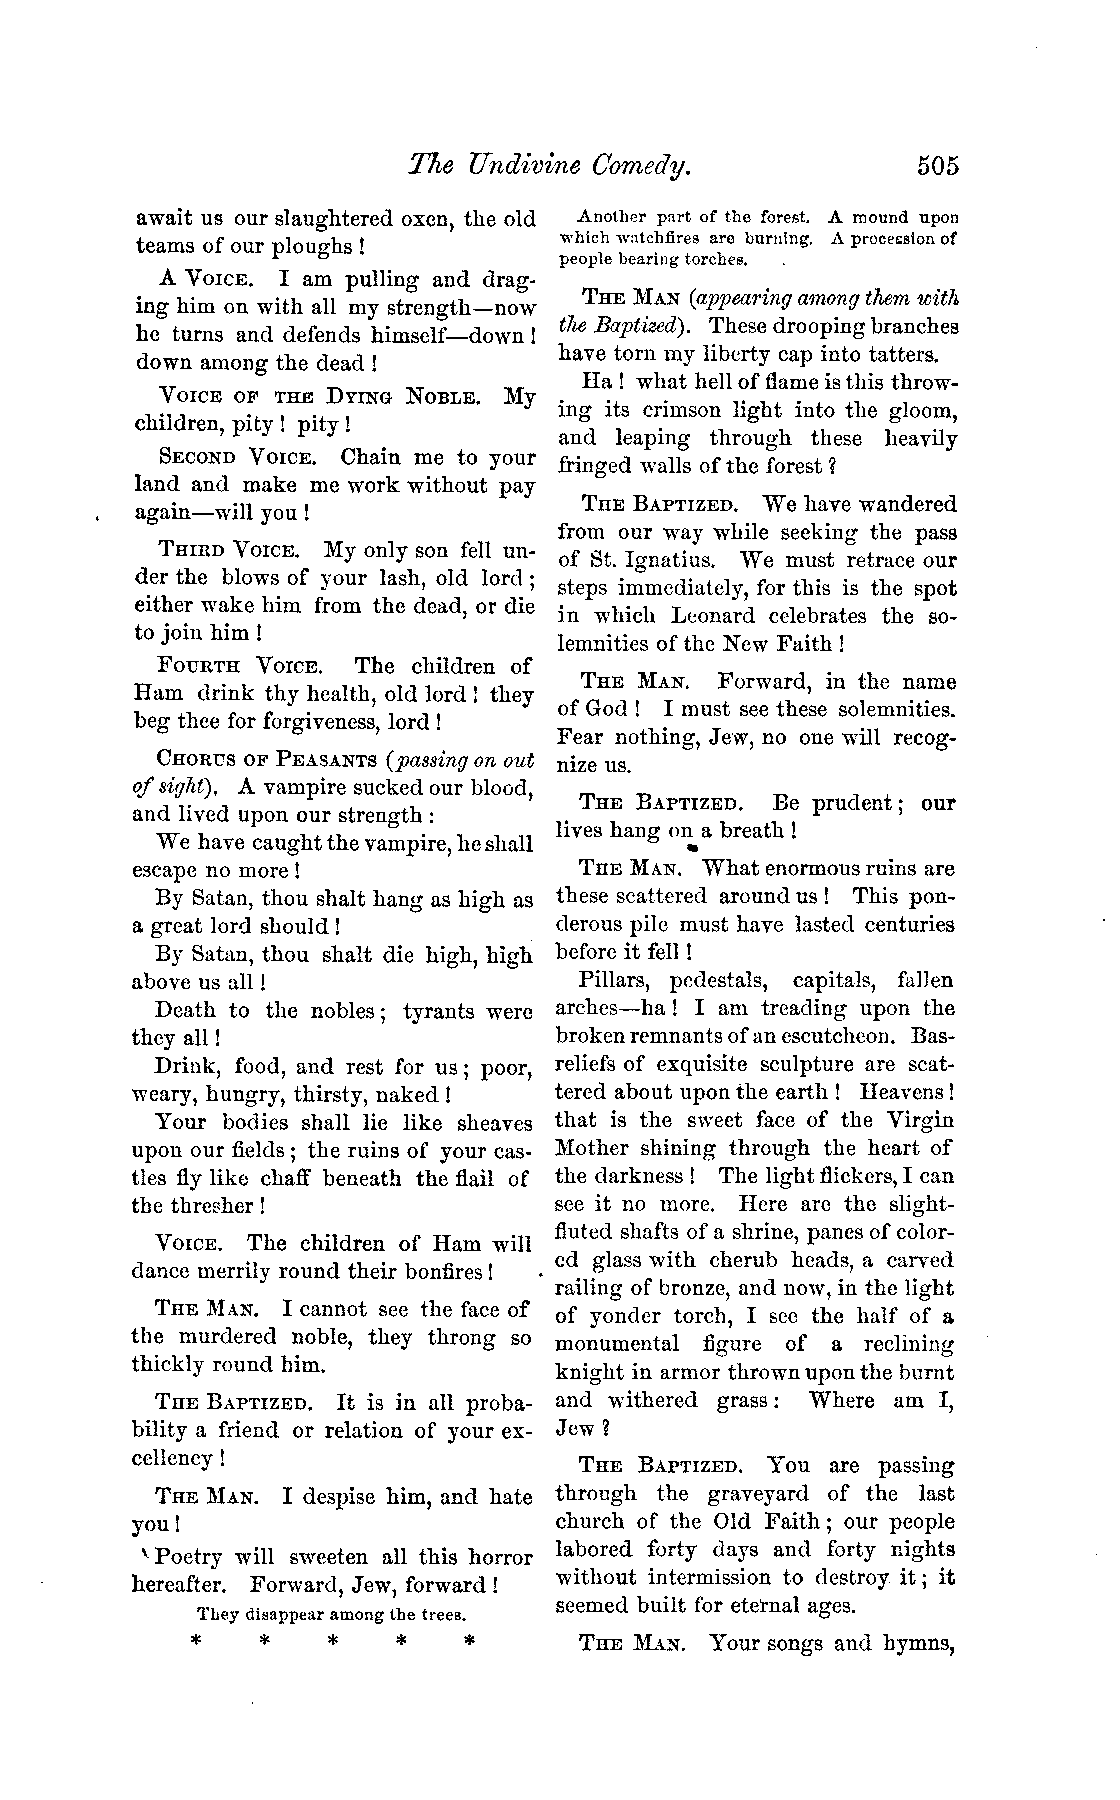 The Undivine Comedy. 505
await us our slaughtered oxen, the old
teams of our ploughs!
A Voice. I am pulling and drag-
ing him on with all my strength—now
he turns and defends himself—down!
down among the dead!
Voice of the Dying Noble. My
children, pity! pity!
Second Voice. Chain me to your
land and make me work without pay
again—will you!
Third Voice. My only son fell un-
der the blows of your lash, old lord;
either wake him from the dead, or die
to join him!
Fourth Voice. The children of
Ham drink thy health, old lord! they
beg thee for forgiveness, lord!
Chorus of Peasants (passing on out
of sight). A vampire sucked our blood,
and lived upon our strength:
We have caught the vampire, he shall
escape no more!
By Satan, thou shalt hang as high as
a great lord should!
By Satan, thou shalt die high, high
above us all!
Death to the nobles; tyrants were
they all!
Drink, food, and rest for us; poor,
weary, hungry, thirsty, naked!
Your bodies shall lie like sheaves
upon our fields; the ruins of your cas-
tles fly like chaff beneath the flail of
the thresher!
Voice. The children of Ham will
dance merrily round their bonfires!
The Man. I cannot see the face of
the murdered noble, they throng so
thickly round him.
The Baptized. It is in all proba-
bility a friend or relation of your ex-
cellency!
The Man. I despise him, and hate
you!
Poetry will sweeten all this horror
hereafter. Forward, Jew, forward!
They disappear among the trees.
* * * * *
Another part of the forest. A mound upon
which watchfires are burning. A procession of
people bearing torches.
The Man (appearing among them with
the Baptized). These drooping branches
have torn my liberty cap into tatters.
Ha! what hell of flame is this throw-
ing its crimson light into the gloom,
and leaping through these heavily
fringed walls of the forest?
The Baptized. We have wandered
from our way while seeking the pass
of St. Ignatius. We must retrace our
steps immediately, for this is the spot
in which Leonard celebrates the so-
lemnities of the New Faith!
The Man. Forward, in the name
of God! I must see these solemnities.
Fear nothing, Jew, no one will recog-
nize us.
The Baptized. Be prudent; our
lives hang on a breath!
The Man. What enormous ruins are
these scattered around us! This pon-
derous pile must have lasted centuries
before it fell!
Pillars, pedestals, capitals, fallen
arches—ha! I am treading upon the
broken remnants of an escutcheon. Bas-
reliefs of exquisite sculpture are scat-
tered about upon the earth! Heavens!
that is the sweet face of the Virgin
Mother shining through the heart of
the darkness! The light flickers, I can
see it no more. Here are the slight-
fluted shafts of a shrine, panes of color-
ed glass with cherub heads, a carved
railing of bronze, and now, in the light
of yonder torch, I see the half of a
monumental figure of a reclining
knight in armor thrown upon the burnt
and withered grass: Where am I,
Jew?
The Baptized. You are passing
through the graveyard of the last
church of the Old Faith; our people
labored forty days and forty nights
without intermission to destroy it; it
seemed built for eternal ages.
The Man. Your songs and hymns,